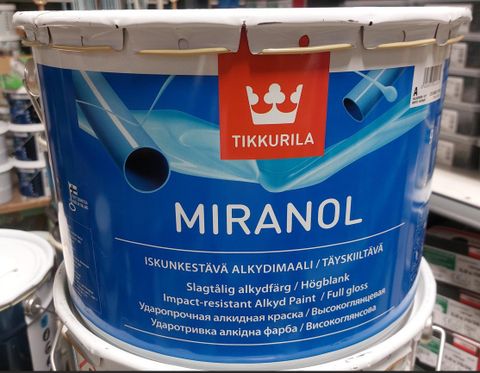 TIKKURILA
A
MIRANOL
ISKUNKESTÄVÄ ALKYDIMAALI / TÄYSKIILTÄVÄ
Slagtålig alkydfärg / Högblank
Impact-resistant Alkyd Paint / Full gloss
Ударопрочная алкидная краска / Высокоглянцевая
Ударотривка алкідна фарба / Високоглянсова